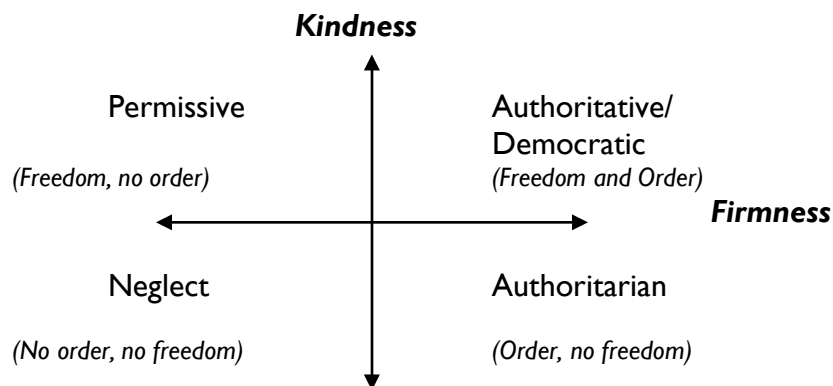 Kindness
Permissive
Authoritative/
Democratic
(Freedom, no order)
(Freedom and Order)
Firmness
Neglect
Authoritarian
(No order, no freedom)
(Order, no freedom)